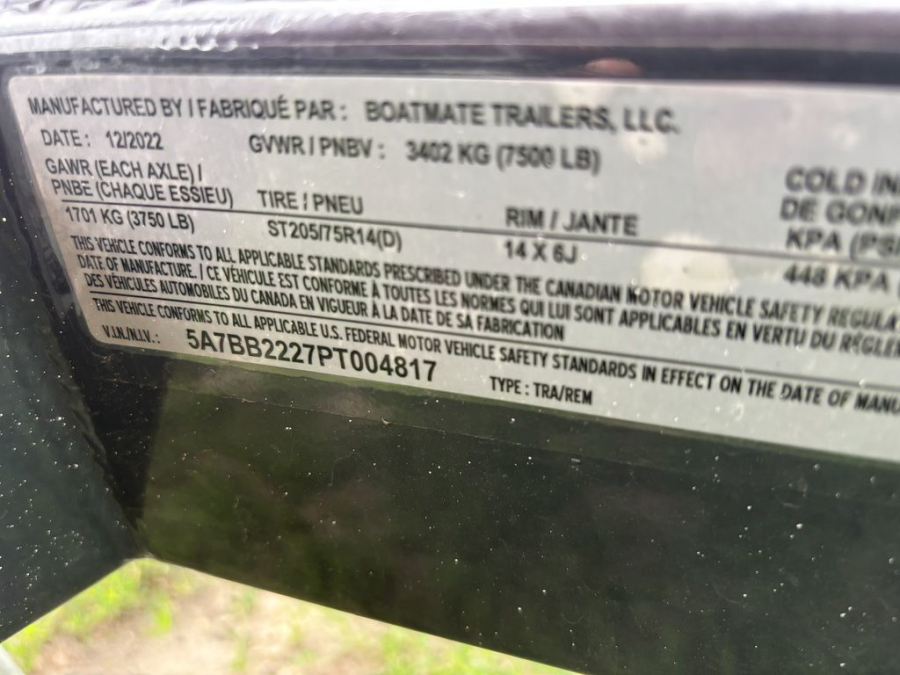 MANUFACTURED BY / FABRIQUÉ PAR : BOATMATE TRAILERS, LLC.
DATE : 12/2022 GVWR / PNBV : 3402 KG (7500 LB)
GAWR (EACH AXLE) /
PNBE (CHAQUE ESSIEU) TIRE / PNEU RIM / JANTE
COLD IN
DE GONF
KPA (PSI
1701 KG (3750 LB) ST205/75R14(D) 14 X 6J 448 KPA
THIS VEHICLE CONFORMS TO ALL APPLICABLE STANDARDS PRESCRIBED UNDER THE CANADIAN MOTOR VEHICLE SAFETY REGULA
DATE OF MANUFACTURE. / CE VÉHICULE EST CONFORME À TOUTES LES NORMES QUI LUI SONT APPLICABLES EN VERTU DU RÈGLE
DES VÉHICULES AUTOMOBILES DU CANADA EN VIGUEUR À LA DATE DE SA FABRICATION
THIS VEHICLE CONFORMS TO ALL APPLICABLE U.S. FEDERAL MOTOR VEHICLE SAFETY STANDARDS IN EFFECT ON THE DATE OF MANU
V.I.N./N.I.V. : 5A7BB2227PT004817 TYPE : TRA/REM